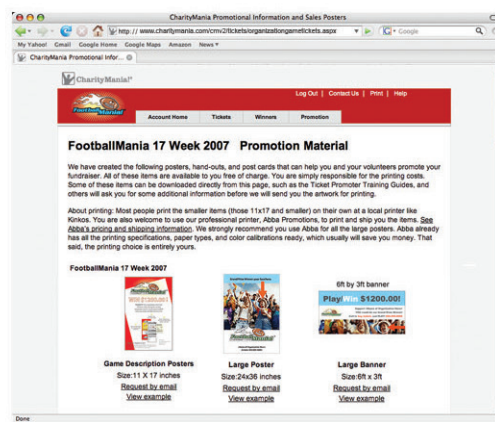 CharityMania Promotional Information and Sales Posters
http://www.charitymania.com/cmv2/tickets/organizationgametickets.aspx
Google
My Yahoo! Gmail Google Home Google Maps Amazon News
CharityMania Promotional Infor...
CharityMania!
Log Out | Contact Us | Print | Help
FootballMania!
Account Home Tickets Winners Promotion
FootballMania 17 Week 2007 Promotion Material
We have created the following posters, hand-outs, and post cards that can help you and your volunteers promote your
fundraiser. All of these items are available to you free of charge. You are simply responsible for the printing costs.
Some of these items can be downloaded directly from this page, such as the Ticket Promoter Training Guides, and
others will ask you for some additional information before we will send you the artwork for printing.
About printing: Most people print the smaller items (those 11x17 and smaller) on their own at a local printer like
Kinkos. You are also welcome to use our professional printer, Abba Promotions, to print and ship you the items. See
Abba's pricing and shipping information. We strongly recommend you use Abba for all the large posters. Abba already
has all the printing specifications, paper types, and color calibrations ready, which usually will save you money. That
said, the printing choice is entirely yours.
FootballMania 17 Week 2007
6ft by 3ft banner
WIN $1200.00!
Play Win $1200.00!
Game Description Posters
Size:11 X 17 inches
Request by email
View example
Large Poster
Size:24x36 inches
Request by email
View example
Large Banner
Size:6ft x 3ft
Request by email
View example
Done